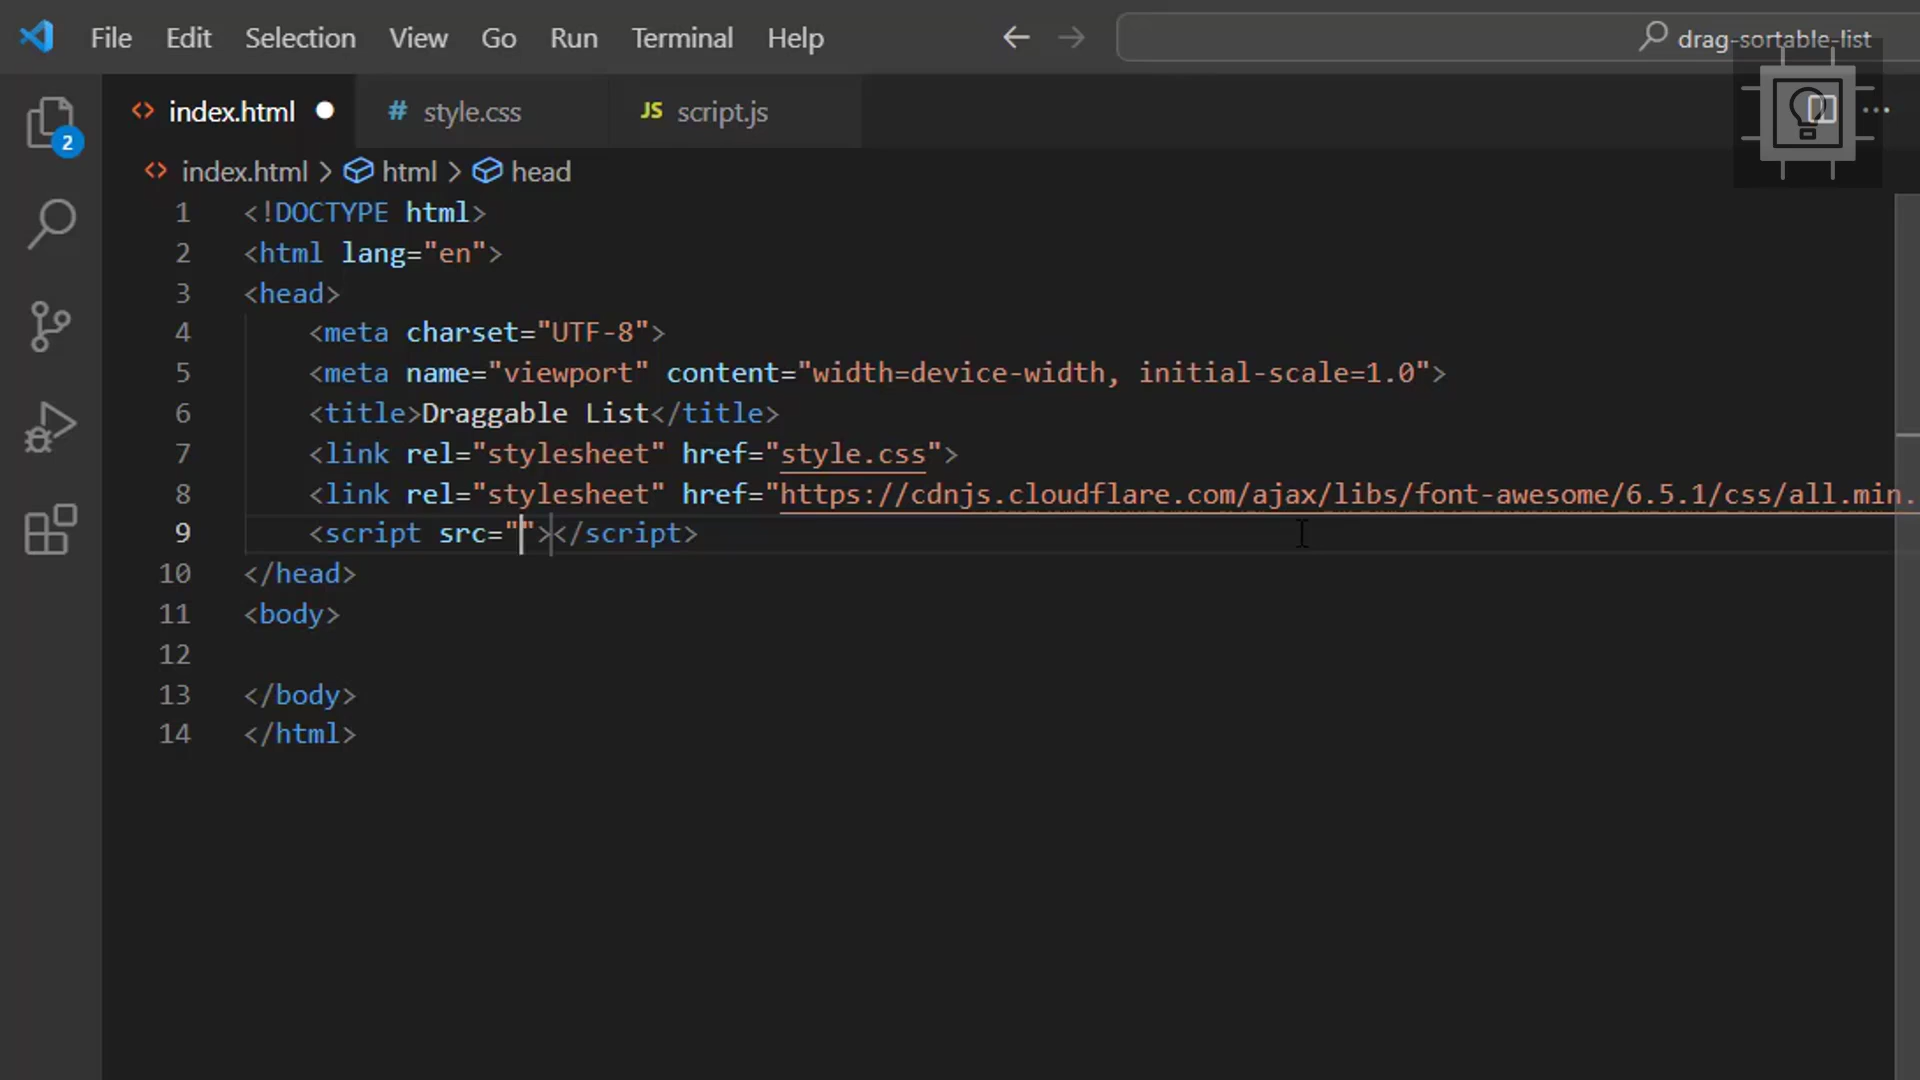 File Edit Selection View Go Run Terminal Help drag-sortable-list
index.html # style.css JS script.js
2
index.html > html > head
1 <!DOCTYPE html>
2 <html lang="en">
3 <head>
4 <meta charset="UTF-8">
5 <meta name="viewport" content="width=device-width, initial-scale=1.0">
6 <title>Draggable List</title>
7 <link rel="stylesheet" href="style.css">
8 <link rel="stylesheet" href="https://cdnjs.cloudflare.com/ajax/libs/font-awesome/6.5.1/css/all.min.
9 <script src=""></script>
10 </head>
11 <body>
12
13 </body>
14 </html>